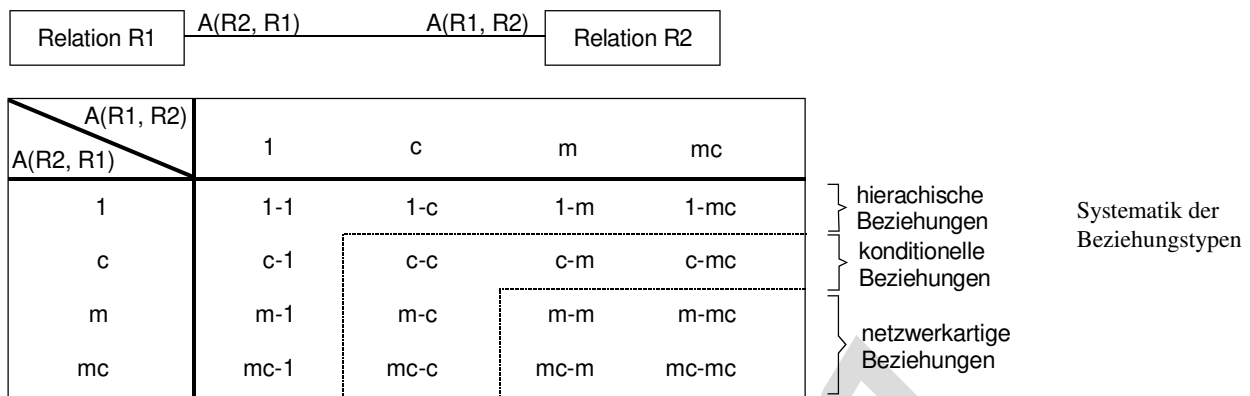 Relation R1 A(R2, R1) A(R1, R2) Relation R2
A(R1, R2)
A(R2, R1)
1 c m mc
1 1-1 1-c 1-m 1-mc
c c-1 c-c c-m c-mc
m m-1 m-c m-m m-mc
mc mc-1 mc-c mc-m mc-mc
hierachische
Beziehungen
konditionelle
Beziehungen
netzwerkartige
Beziehungen
Systematik der
Beziehungstypen